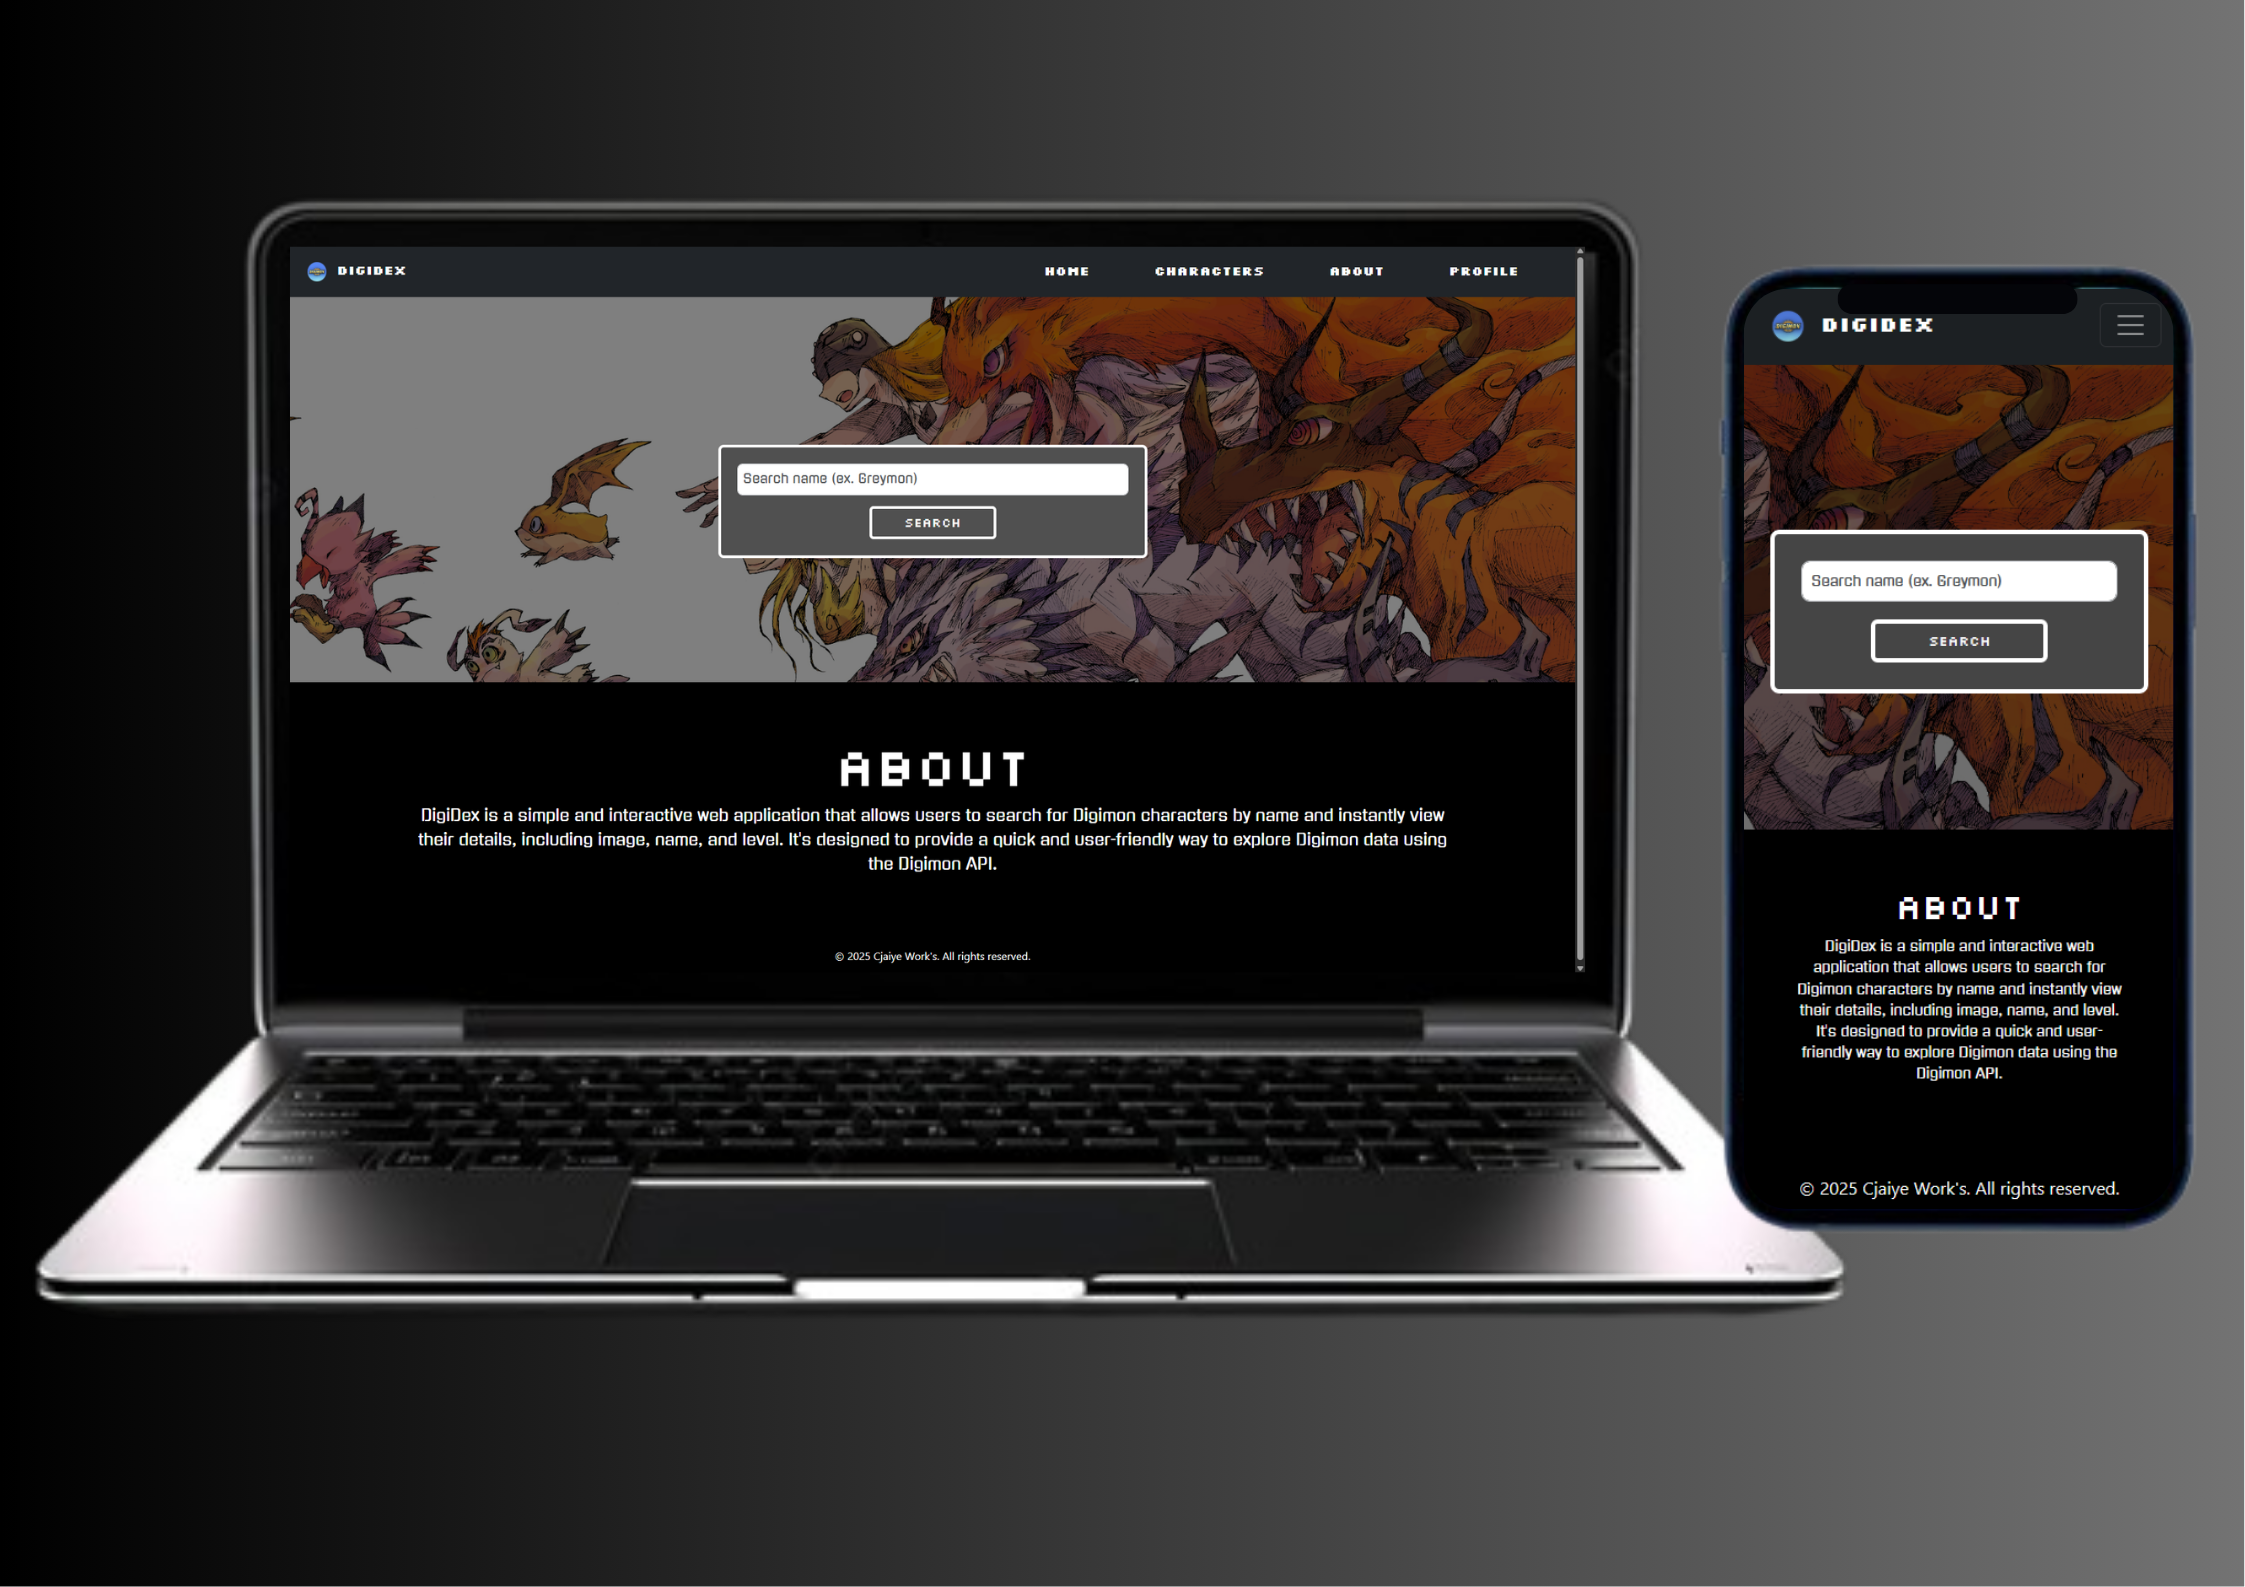 DIGIDEX
HOME CHARACTERS ABOUT PROFILE
Search name (ex. Greymon)
SEARCH
ABOUT
DigiDex is a simple and interactive web application that allows users to search for Digimon characters by name and instantly view
their details, including image, name, and level. It's designed to provide a quick and user-friendly way to explore Digimon data using
the Digimon API.
© 2025 Cjaiye Work's. All rights reserved.
DIGIMON
DIGIDEX
Search name (ex. Greymon)
SEARCH
ABOUT
DigiDex is a simple and interactive web
application that allows users to search for
Digimon characters by name and instantly view
their details, including image, name, and level.
It's designed to provide a quick and user-
friendly way to explore Digimon data using the
Digimon API.
© 2025 Cjaiye Work's. All rights reserved.